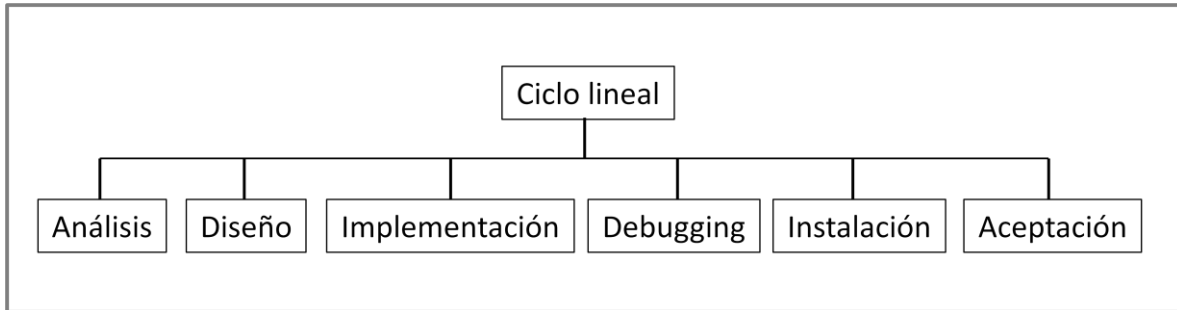 Ciclo lineal
Análisis
Diseño
Implementación
Debugging
Instalación
Aceptación